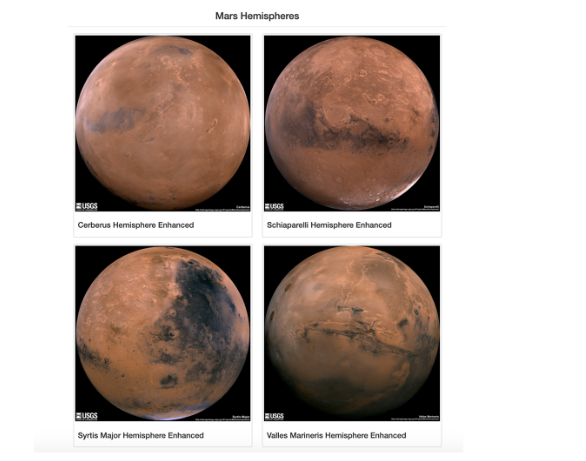 Mars Hemispheres
USGS
Cerberus
Cerberus Hemisphere Enhanced
USGS
Schiaparelli
Schiaparelli Hemisphere Enhanced
USGS
Syrtis Major
Syrtis Major Hemisphere Enhanced
USGS
Valles Marineris
Valles Marineris Hemisphere Enhanced